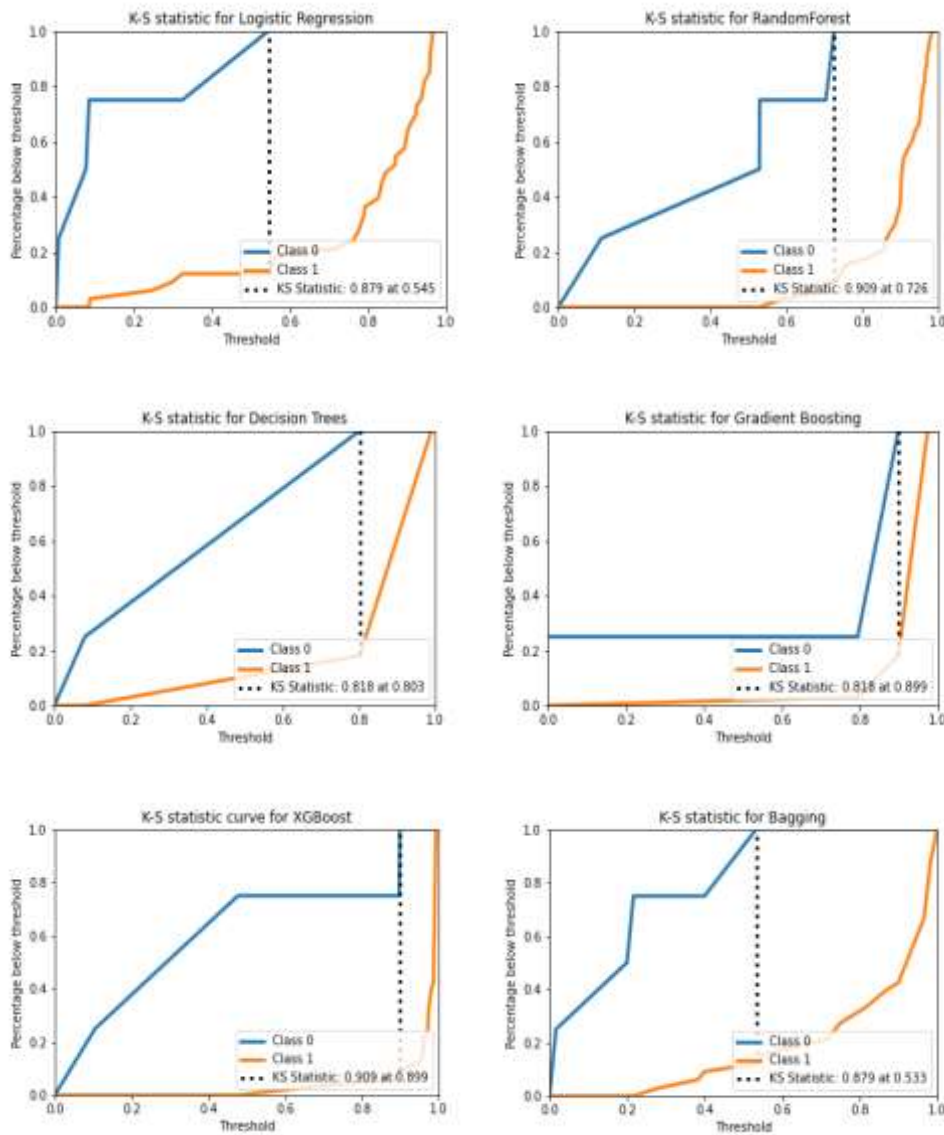 K-S statistic for Logistic Regression
1.0
0.8
0.6
0.4
0.2
0.0
Percentage below threshold
Class 0
Class 1
KS Statistic: 0.879 at 0.545
0.0 0.2 0.4 0.6 0.8 1.0
Threshold
K-S statistic for RandomForest
1.0
0.8
0.6
0.4
0.2
0.0
Percentage below threshold
Class 0
Class 1
KS Statistic: 0.909 at 0.726
0.0 0.2 0.4 0.6 0.8 1.0
Threshold
K-S statistic for Decision Trees
1.0
0.8
0.6
0.4
0.2
0.0
Percentage below threshold
Class 0
Class 1
KS Statistic: 0.818 at 0.803
0.0 0.2 0.4 0.6 0.8 1.0
Threshold
K-S statistic for Gradient Boosting
1.0
0.8
0.6
0.4
0.2
0.0
Percentage below threshold
Class 0
Class 1
KS Statistic: 0.818 at 0.899
0.0 0.2 0.4 0.6 0.8 1.0
Threshold
K-S statistic curve for XGBoost
1.0
0.8
0.6
0.4
0.2
0.0
Percentage below threshold
Class 0
Class 1
KS Statistic: 0.909 at 0.899
0.0 0.2 0.4 0.6 0.8 1.0
Threshold
K-S statistic for Bagging
1.0
0.8
0.6
0.4
0.2
0.0
Percentage below threshold
Class 0
Class 1
KS Statistic: 0.879 at 0.533
0.0 0.2 0.4 0.6 0.8 1.0
Threshold